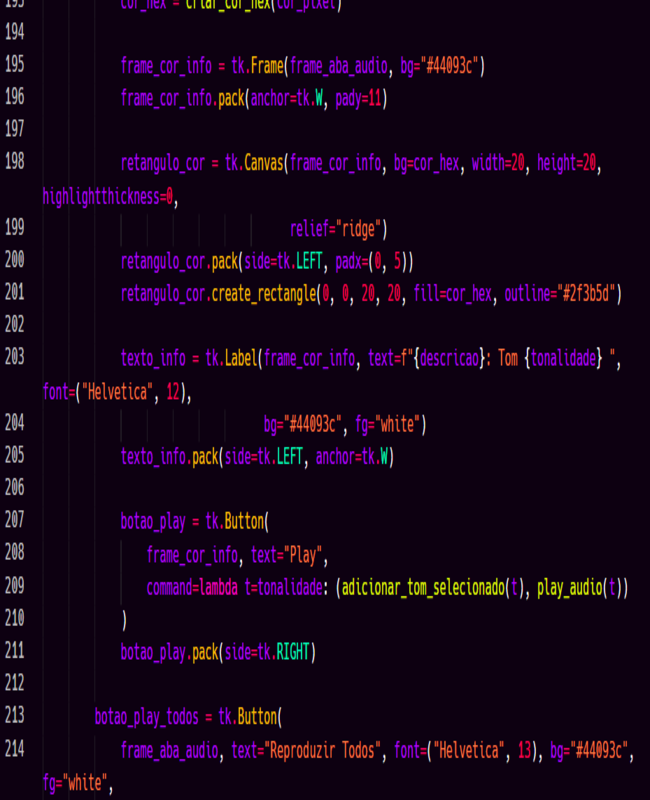 193 cor_hex = criar_cor_hex(cor_pixel)
194
195 frame_cor_info = tk.Frame(frame_aba_audio, bg="#44093c")
196 frame_cor_info.pack(anchor=tk.W, pady=11)
197
198 retangulo_cor = tk.Canvas(frame_cor_info, bg=cor_hex, width=20, height=20,
highlightthickness=0,
199 relief="ridge")
200 retangulo_cor.pack(side=tk.LEFT, padx=(0, 5))
201 retangulo_cor.create_rectangle(0, 0, 20, 20, fill=cor_hex, outline="#2f3b5d")
202
203 texto_info = tk.Label(frame_cor_info, text=f"{descricao}: Tom {tonalidade} ",
font=("Helvetica", 12),
204 bg="#44093c", fg="white")
205 texto_info.pack(side=tk.LEFT, anchor=tk.W)
206
207 botao_play = tk.Button(
208 frame_cor_info, text="Play",
209 command=lambda t=tonalidade: (adicionar_tom_selecionado(t), play_audio(t))
210 )
211 botao_play.pack(side=tk.RIGHT)
212
213 botao_play_todos = tk.Button(
214 frame_aba_audio, text="Reproduzir Todos", font=("Helvetica", 13), bg="#44093c",
fg="white",